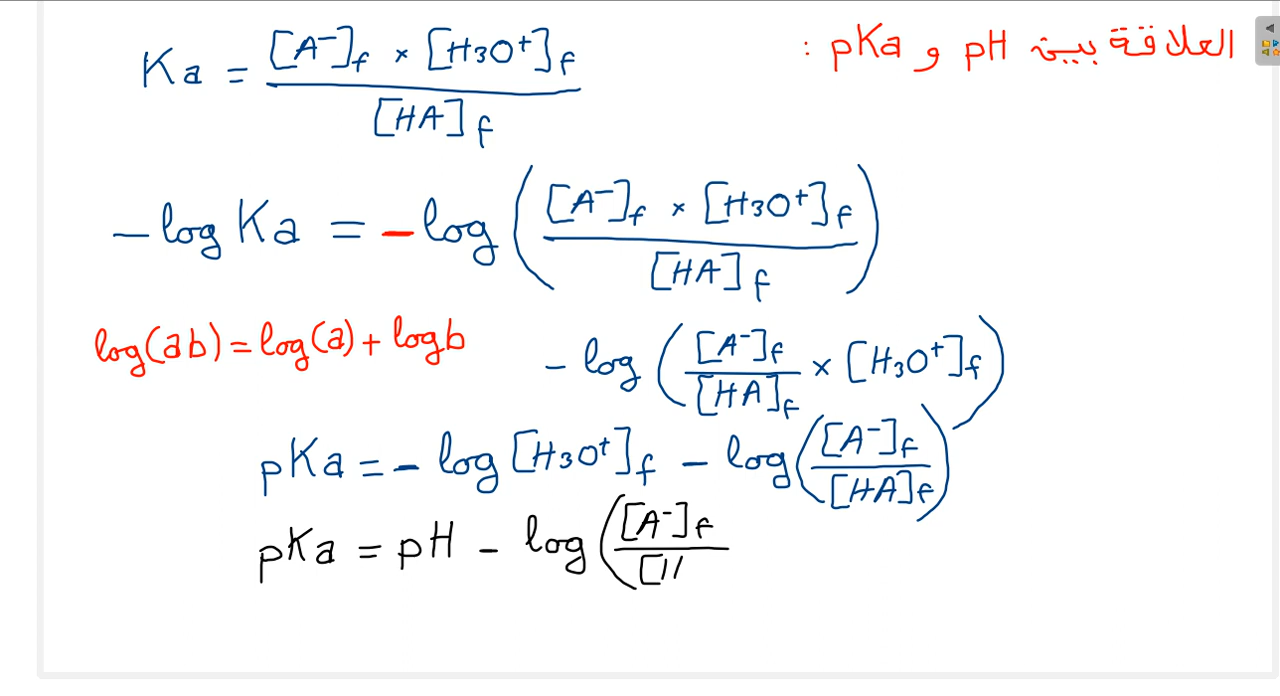 العلاقة بين pH و pKa :
Ka = [A⁻]f × [H3O⁺]f / [HA]f
-log Ka = -log ( [A⁻]f × [H3O⁺]f / [HA]f )
log(ab) = log(a) + logb
- log ( [A⁻]f / [HA]f × [H3O⁺]f )
pKa = - log [H3O⁺]f - log ( [A⁻]f / [HA]f )
pKa = pH - log ( [A⁻]f / [